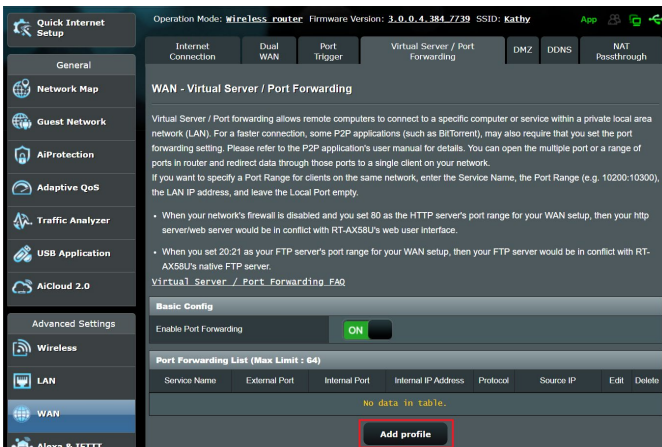 Quick Internet Setup
Operation Mode: Wireless router Firmware Version: 3.0.0.4.384_7739 SSID: Kathy
App
Internet Connection
Dual WAN
Port Trigger
Virtual Server / Port Forwarding
DMZ
DDNS
NAT Passthrough
General
Network Map
Guest Network
AiProtection
Adaptive QoS
Traffic Analyzer
USB Application
AiCloud 2.0
Advanced Settings
Wireless
LAN
WAN
Alexa & IFTTT
WAN - Virtual Server / Port Forwarding
Virtual Server / Port forwarding allows remote computers to connect to a specific computer or service within a private local area
network (LAN). For a faster connection, some P2P applications (such as BitTorrent), may also require that you set the port
forwarding setting. Please refer to the P2P application's user manual for details. You can open the multiple port or a range of
ports in router and redirect data through those ports to a single client on your network.
If you want to specify a Port Range for clients on the same network, enter the Service Name, the Port Range (e.g. 10200:10300),
the LAN IP address, and leave the Local Port empty.
• When your network's firewall is disabled and you set 80 as the HTTP server's port range for your WAN setup, then your http
server/web server would be in conflict with RT-AX58U's web user interface.
• When you set 20:21 as your FTP server's port range for your WAN setup, then your FTP server would be in conflict with RT-
AX58U's native FTP server.
Virtual Server / Port Forwarding FAQ
Basic Config
Enable Port Forwarding ON
Port Forwarding List (Max Limit : 64)
Service Name External Port Internal Port Internal IP Address Protocol Source IP Edit Delete
No data in table.
Add profile